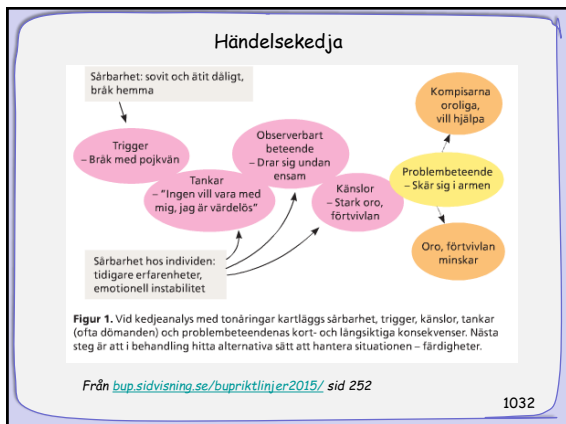 Händelsekedja
Sårbarhet: sovit och ätit dåligt,
bråk hemma
Trigger
– Bråk med pojkvän
Tankar
– ”Ingen vill vara med
mig, jag är värdelös”
Observerbart
beteende
– Drar sig undan
ensam
Känslor
– Stark oro,
förtvivlan
Problembeteende
– Skär sig i armen
Kompisarna
oroliga,
vill hjälpa
Oro, förtvivlan
minskar
Sårbarhet hos individen:
tidigare erfarenheter,
emotionell instabilitet
Figur 1. Vid kedjeanalys med tonåringar kartläggs sårbarhet, trigger, känslor, tankar
(ofta dömanden) och problembeteendenas kort- och långsiktiga konsekvenser. Nästa
steg är att i behandling hitta alternativa sätt att hantera situationen – färdigheter.
Från bup.sidvisning.se/bupriktlinjer2015/ sid 252
1032